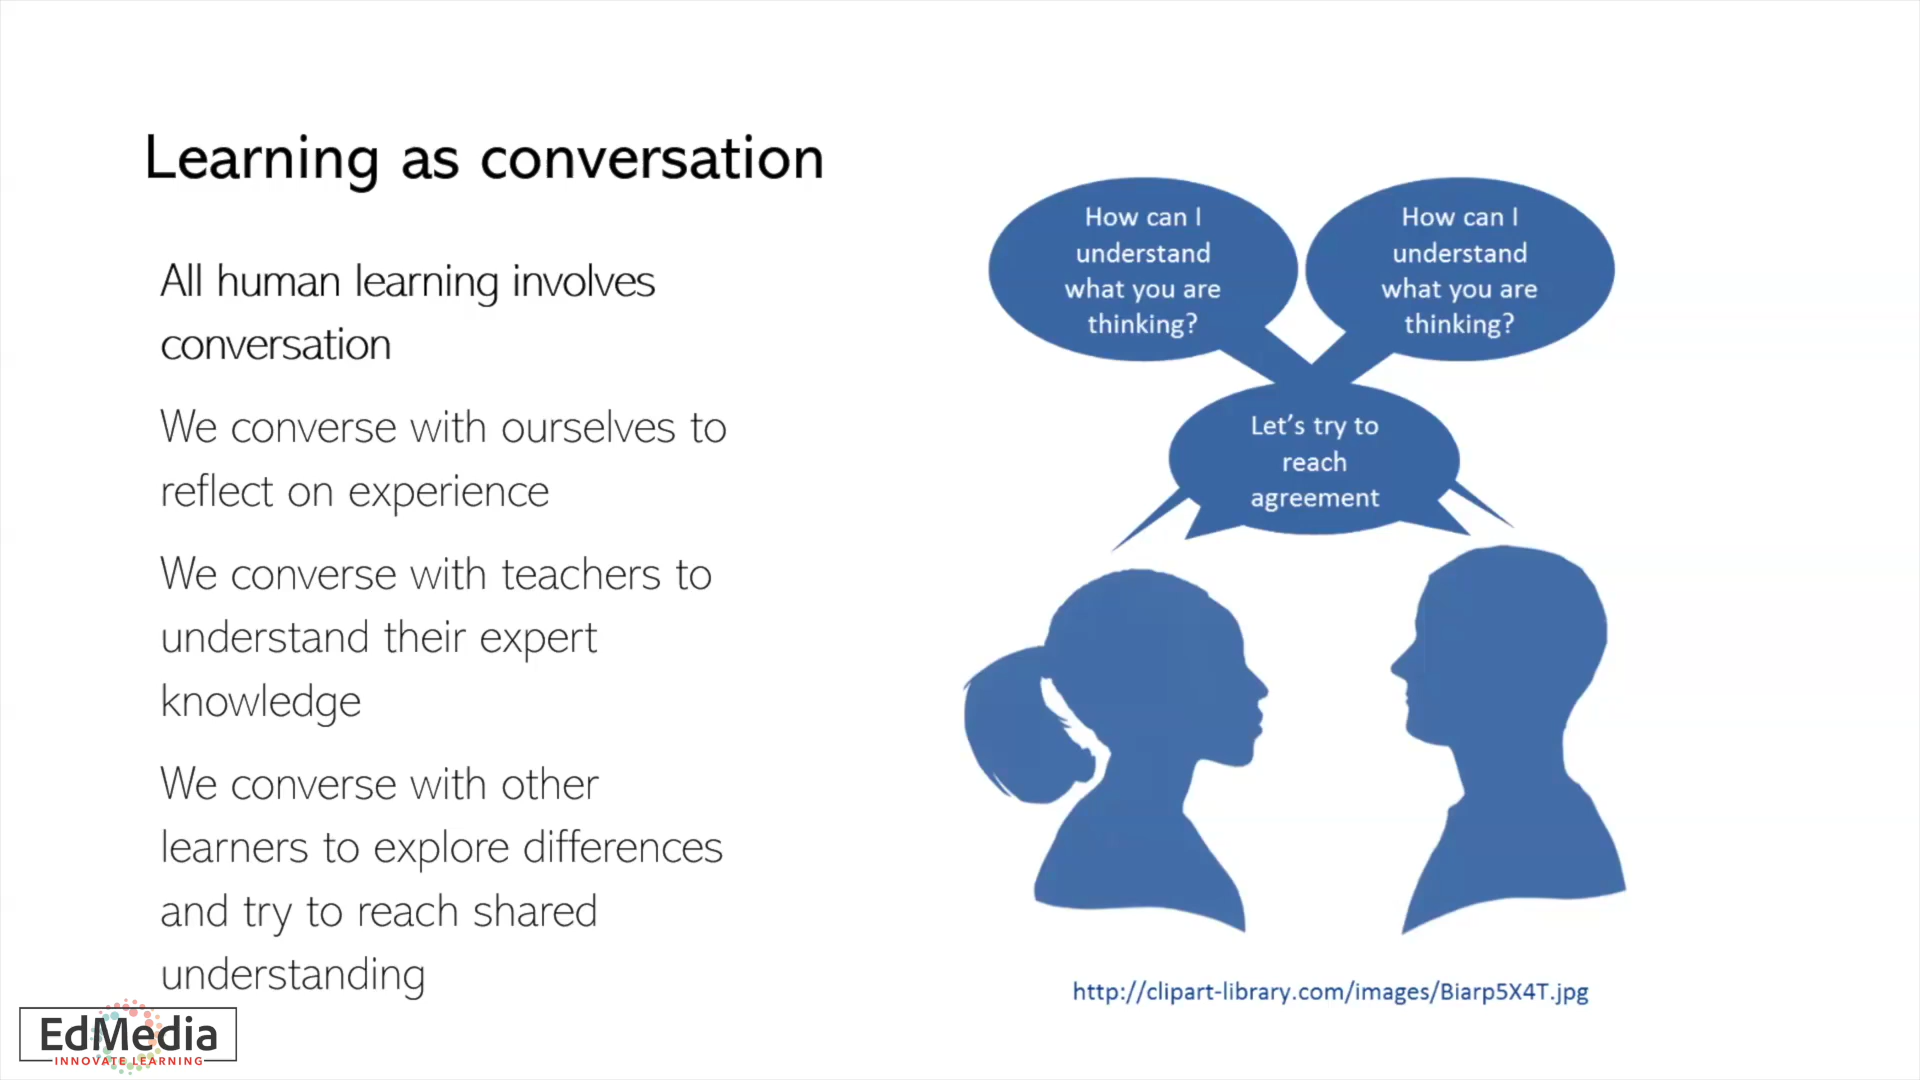 Learning as conversation
All human learning involves
conversation
We converse with ourselves to
reflect on experience
We converse with teachers to
understand their expert
knowledge
We converse with other
learners to explore differences
and try to reach shared
understanding
How can I
understand
what you are
thinking?
How can I
understand
what you are
thinking?
Let's try to
reach
agreement
http://clipart-library.com/images/Biarp5X4T.jpg
EdMedia
INNOVATE LEARNING